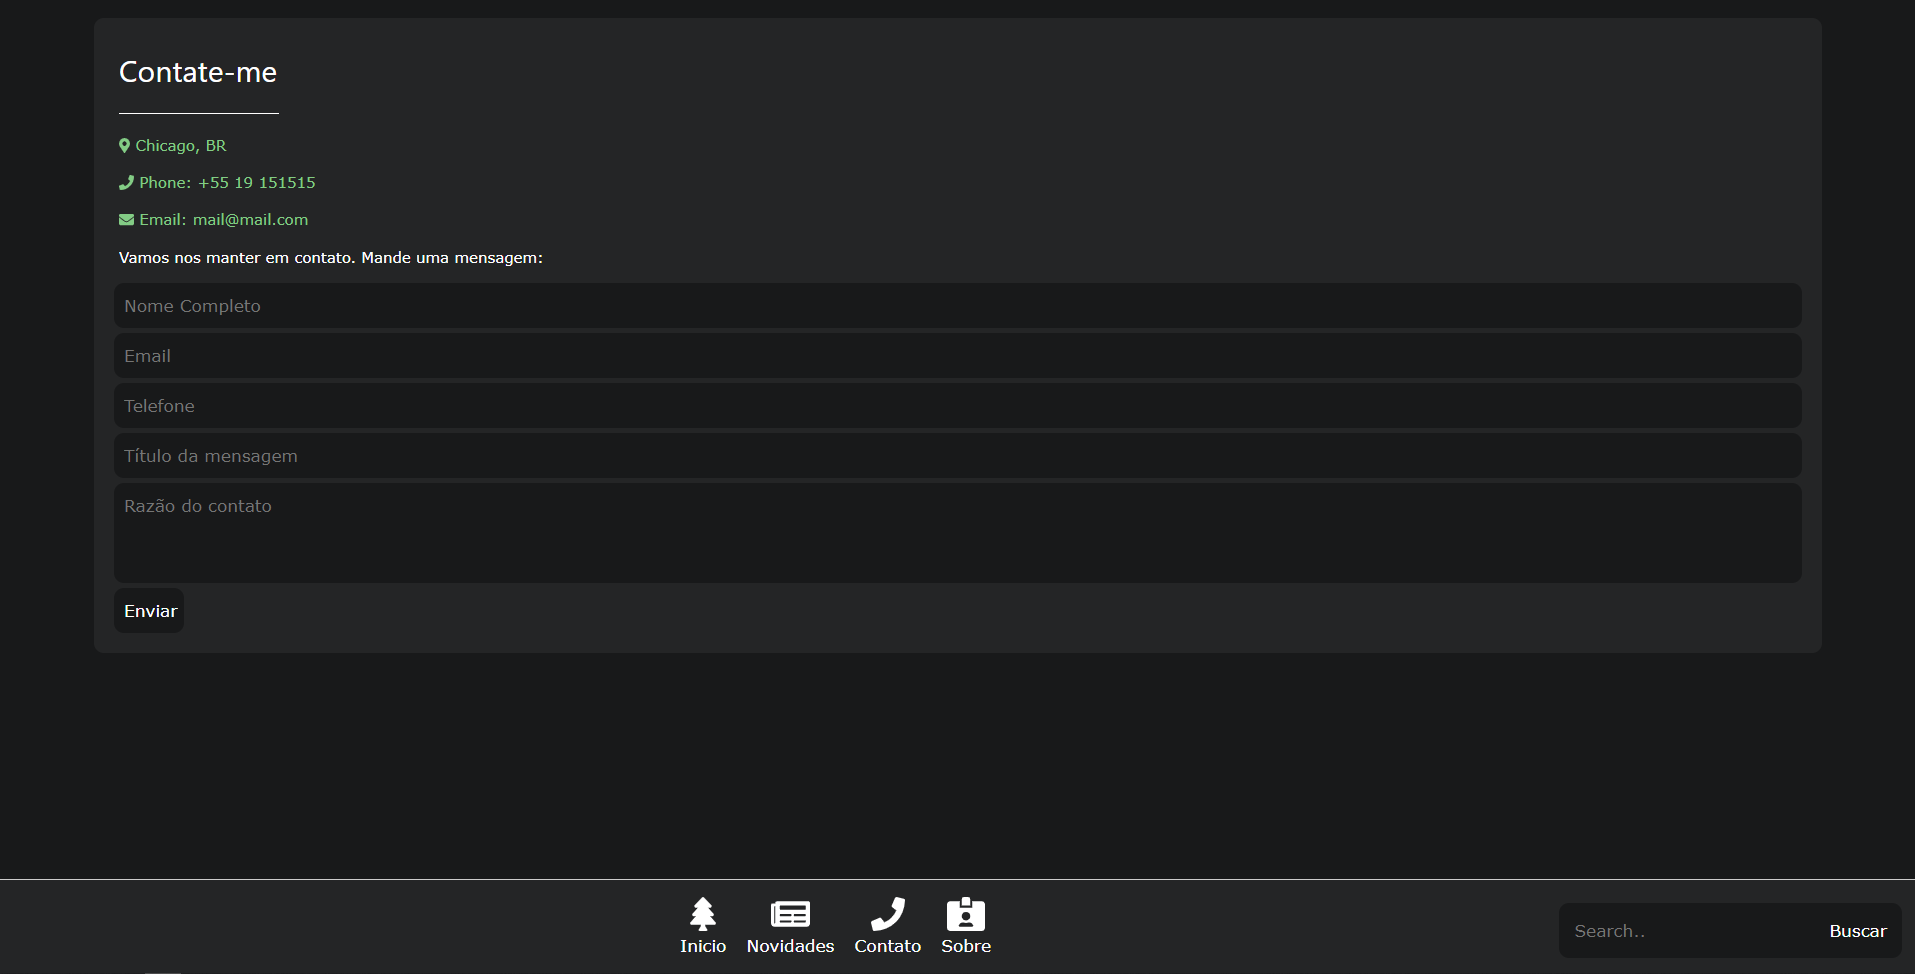 Contate-me
Chicago, BR
Phone: +55 19 151515
Email: mail@mail.com
Vamos nos manter em contato. Mande uma mensagem:
Nome Completo
Email
Telefone
Título da mensagem
Razão do contato
Enviar
Inicio Novidades Contato Sobre
Search.. Buscar